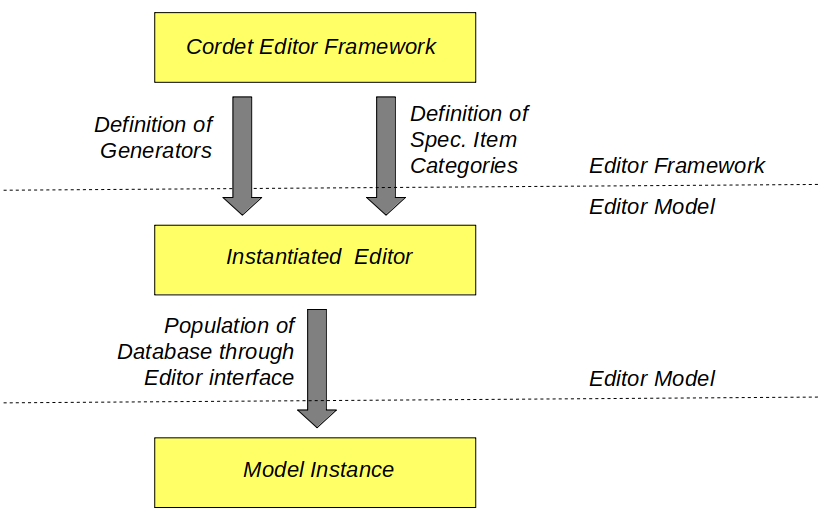 Cordet Editor Framework
Definition of
Generators
Definition of
Spec. Item
Categories
Editor Framework
Editor Model
Instantiated  Editor
Population of
Database through
Editor interface
Editor Model
Model Instance